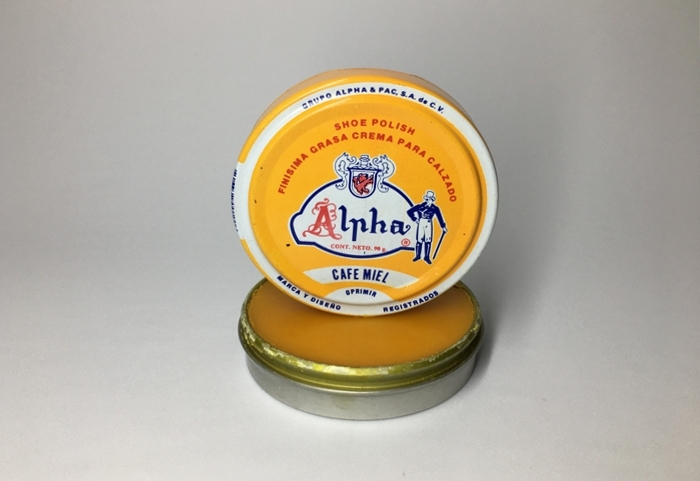 GRUPO ALPHA & PAC, S.A. de C.V.
SHOE POLISH
FINISIMA GRASA CREMA PARA CALZADO
Alpha
CONT. NETO. 90 g.
CAFE MIEL
OPRIMIR
MARCA Y DISEÑO REGISTRADOS